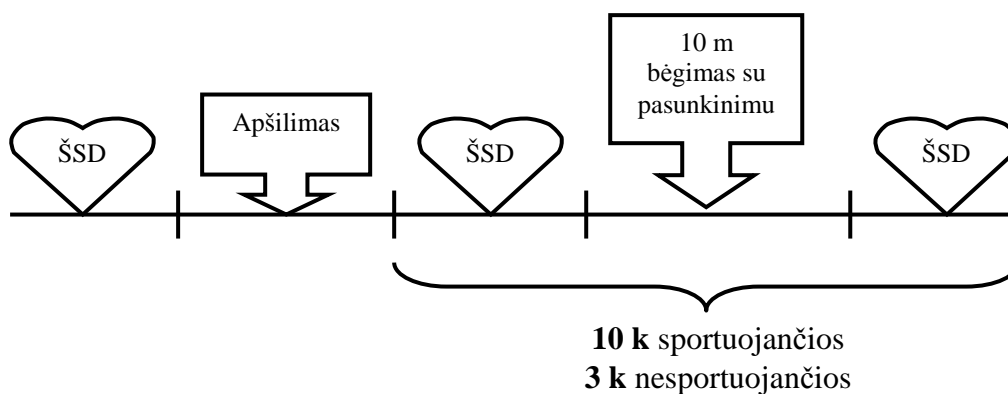 ŠSD
Apšilimas
ŠSD
10 m
bėgimas su
pasunkinimu
ŠSD
10 k sportuojančios
3 k nesportuojančios